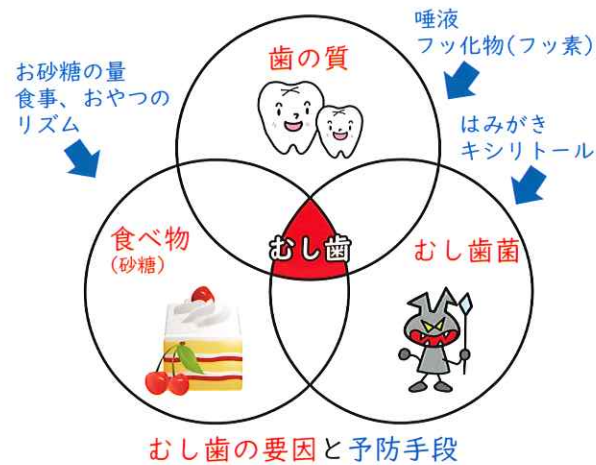 唾液
フッ化物(フッ素)
歯の質
お砂糖の量
食事、おやつの
リズム
はみがき
キシリトール
食べ物
(砂糖)
むし歯
むし歯菌
むし歯の要因と予防手段